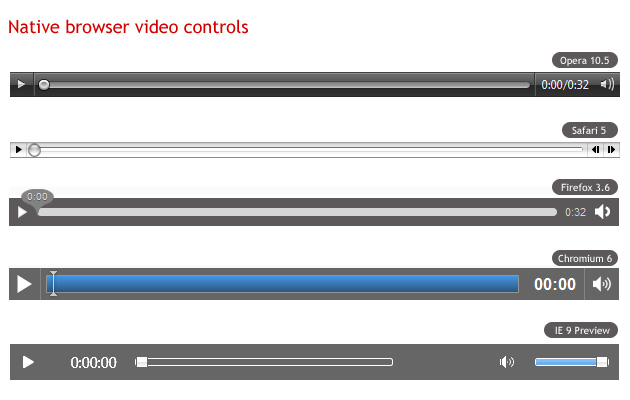 Native browser video controls
Opera 10.5
0:00/0:32
Safari 5
Firefox 3.6
0:00
0:32
Chromium 6
00:00
IE 9 Preview
0:00:00